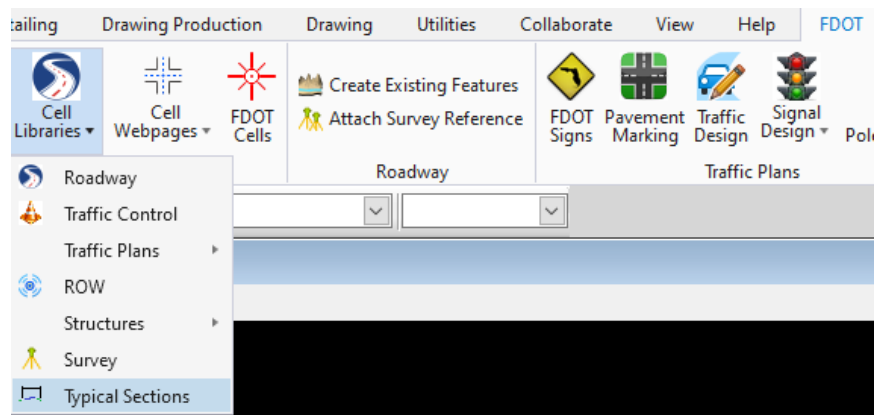 tailing Drawing Production Drawing Utilities Collaborate View Help FDOT
Cell Libraries
Cell Webpages
FDOT Cells
Create Existing Features
Attach Survey Reference
FDOT Signs
Pavement Marking
Traffic Design
Signal Design
Pole
Roadway
Traffic Plans
Roadway
Traffic Control
Traffic Plans
ROW
Structures
Survey
Typical Sections